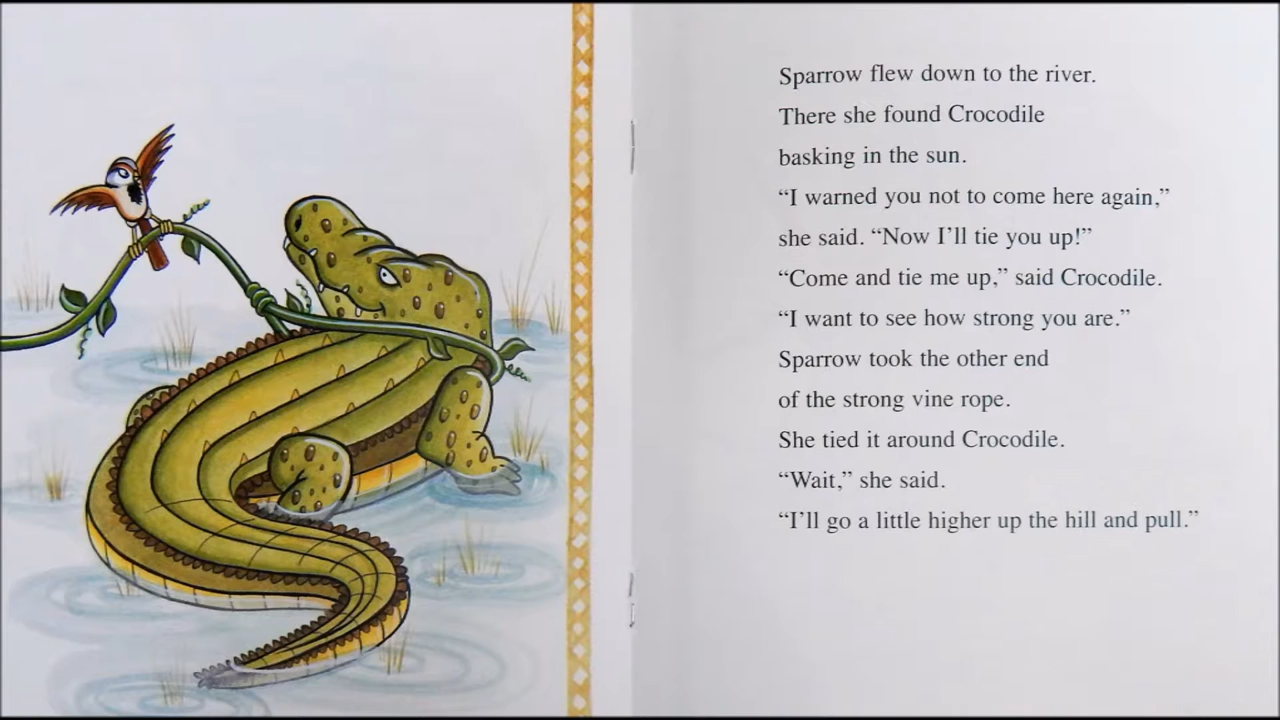 Sparrow flew down to the river.
There she found Crocodile
basking in the sun.
“I warned you not to come here again,”
she said. “Now I’ll tie you up!”
“Come and tie me up,” said Crocodile.
“I want to see how strong you are.”
Sparrow took the other end
of the strong vine rope.
She tied it around Crocodile.
“Wait,” she said.
“I’ll go a little higher up the hill and pull.”